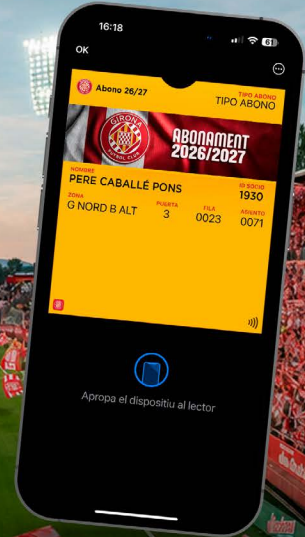 16:18
61
OK
Abono 26/27
TIPO ABONO
TIPO ABONO
GIRONA
FUTBOL CLUB
ABONAMENT
2026/2027
NOMBRE
ID SOCIO
PERE CABALLÉ PONS
1930
ZONA
PUERTA
FILA
ASIENTO
G NORD B ALT
3
0023
0071
Apropa el dispositiu al lector